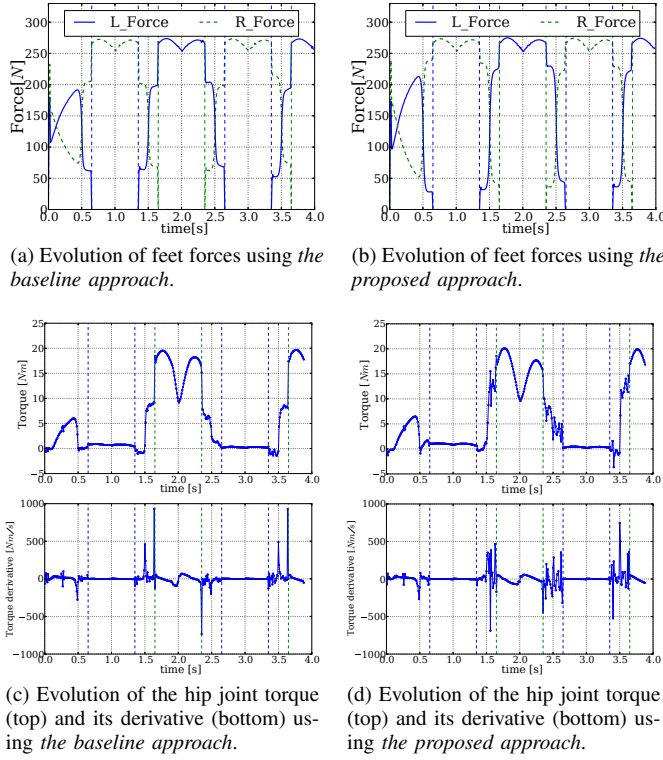 L_Force R_Force
L_Force R_Force
300
250
200
150
100
50
0
Force[N]
0.0 0.5 1.0 1.5 2.0 2.5 3.0 3.5 4.0
time[s]
300
250
200
150
100
50
0
Force[N]
0.0 0.5 1.0 1.5 2.0 2.5 3.0 3.5 4.0
time[s]
(a) Evolution of feet forces using the
baseline approach.
(b) Evolution of feet forces using the
proposed approach.
25
20
15
10
5
0
−5
Torque [Nm]
0.0 0.5 1.0 1.5 2.0 2.5 3.0 3.5 4.0
time [s]
1000
500
0
−500
−1000
Torque derivative [Nm/s]
0.0 0.5 1.0 1.5 2.0 2.5 3.0 3.5 4.0
time [s]
25
20
15
10
5
0
−5
Torque [Nm]
0.0 0.5 1.0 1.5 2.0 2.5 3.0 3.5 4.0
time [s]
1000
500
0
−500
−1000
Torque derivative [Nm/s]
0.0 0.5 1.0 1.5 2.0 2.5 3.0 3.5 4.0
time [s]
(c) Evolution of the hip joint torque
(top) and its derivative (bottom) us-
ing the baseline approach.
(d) Evolution of the hip joint torque
(top) and its derivative (bottom) us-
ing the proposed approach.